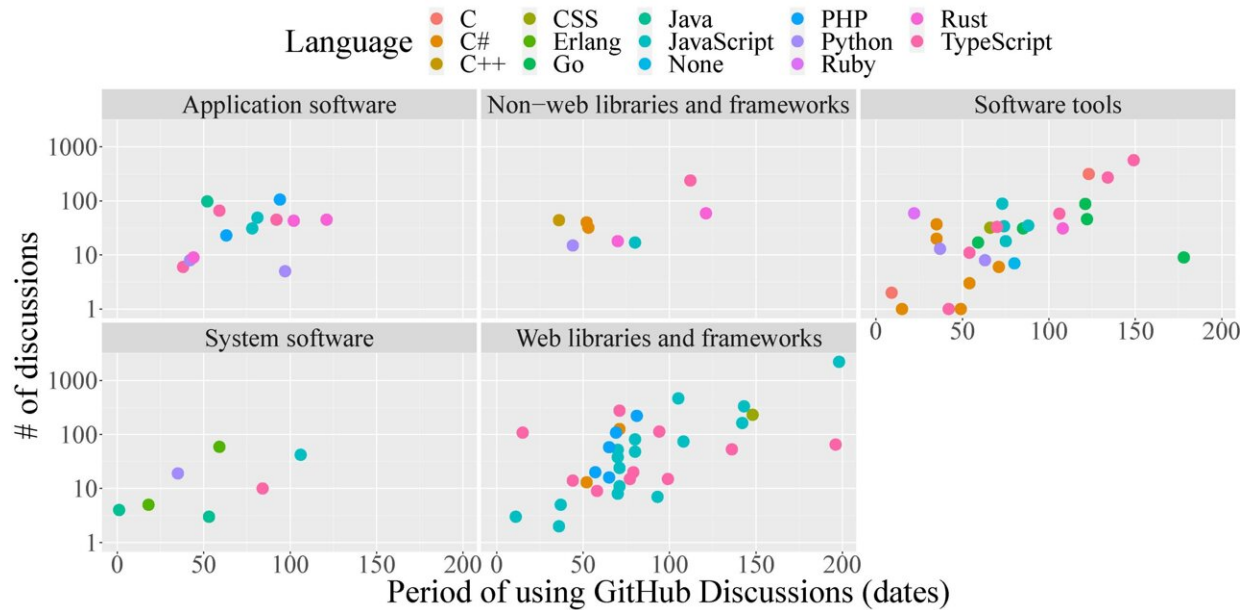 Language
C CSS Java PHP Rust
C# Erlang JavaScript Python TypeScript
C++ Go None Ruby
Application software Non−web libraries and frameworks Software tools
1000
100
10
1
0 50 100 150 200
System software Web libraries and frameworks
1000
100
10
1
0 50 100 150 200 0 50 100 150 200
# of discussions
Period of using GitHub Discussions (dates)